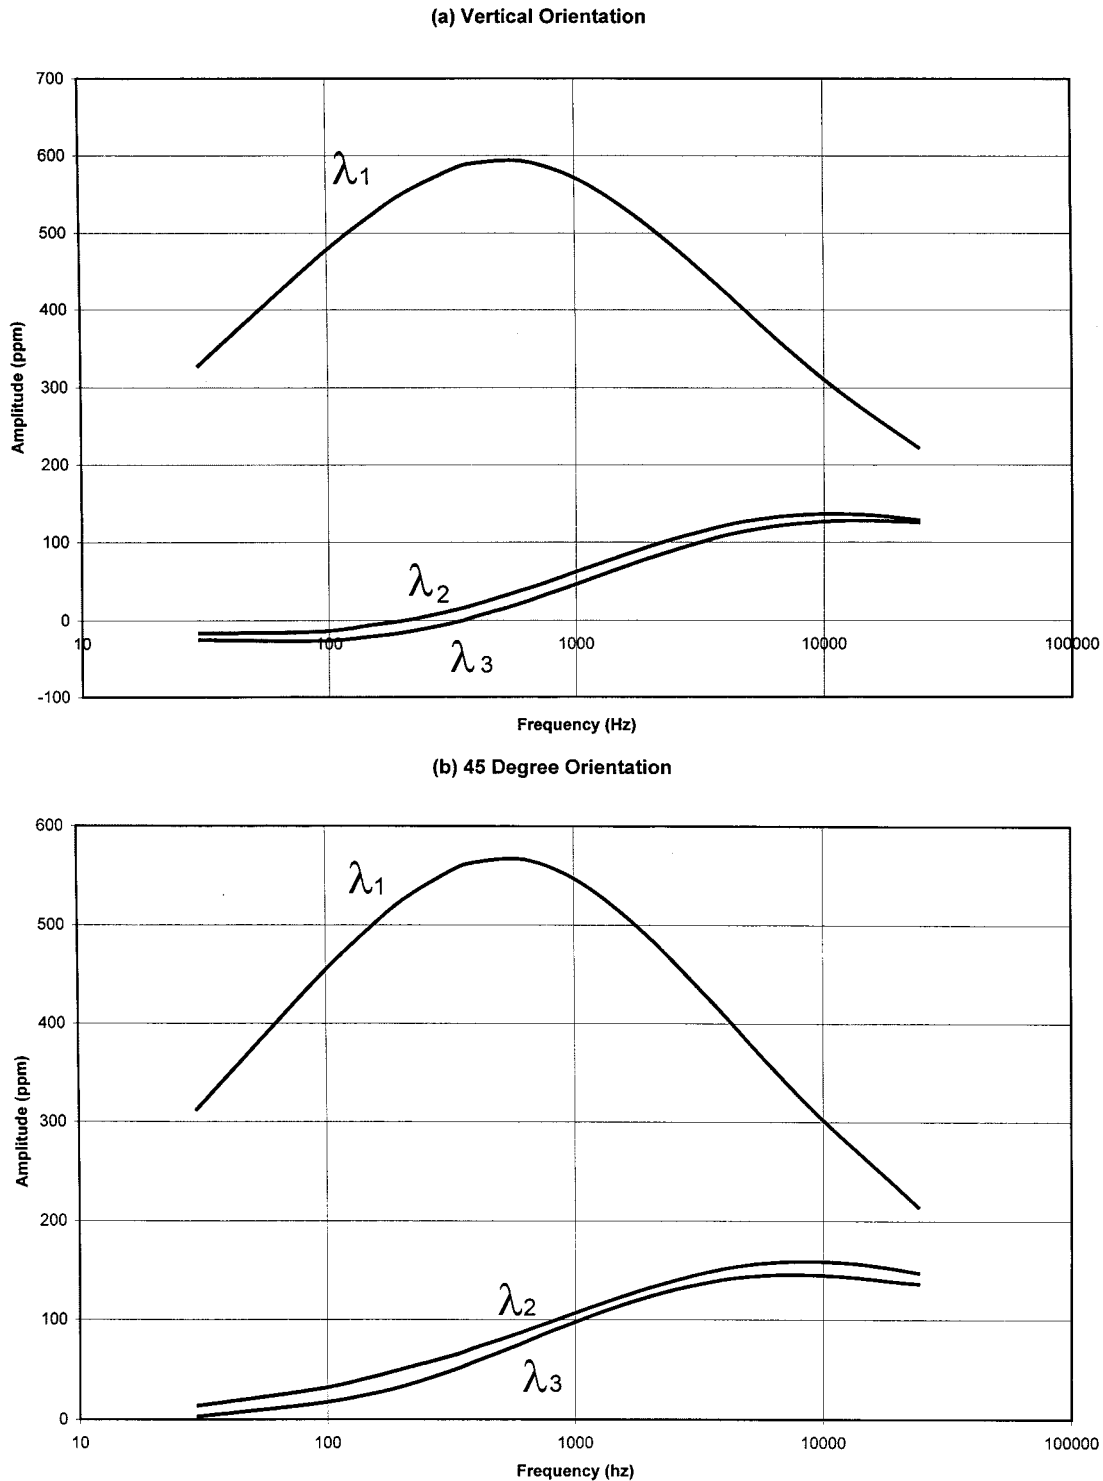 (a) Vertical Orientation
700
600
500
400
300
200
100
0
-100
Amplitude (ppm)
λ1
λ2
λ3
10 100 1000 10000 100000
Frequency (Hz)
(b) 45 Degree Orientation
600
500
400
300
200
100
0
Amplitude (ppm)
λ1
λ2
λ3
10 100 1000 10000 100000
Frequency (hz)